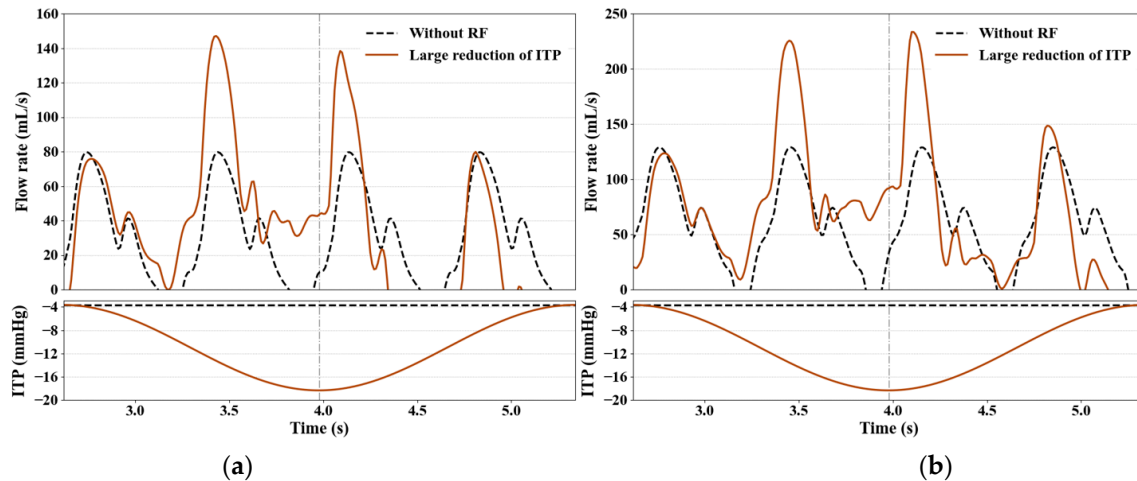 160
140
120
100
80
60
40
20
0
Flow rate (mL/s)
Without RF
Large reduction of ITP
−4
−8
−12
−16
−20
ITP (mmHg)
3.0 3.5 4.0 4.5 5.0
Time (s)
(a)
250
200
150
100
50
0
Flow rate (mL/s)
Without RF
Large reduction of ITP
−4
−8
−12
−16
−20
ITP (mmHg)
3.0 3.5 4.0 4.5 5.0
Time (s)
(b)